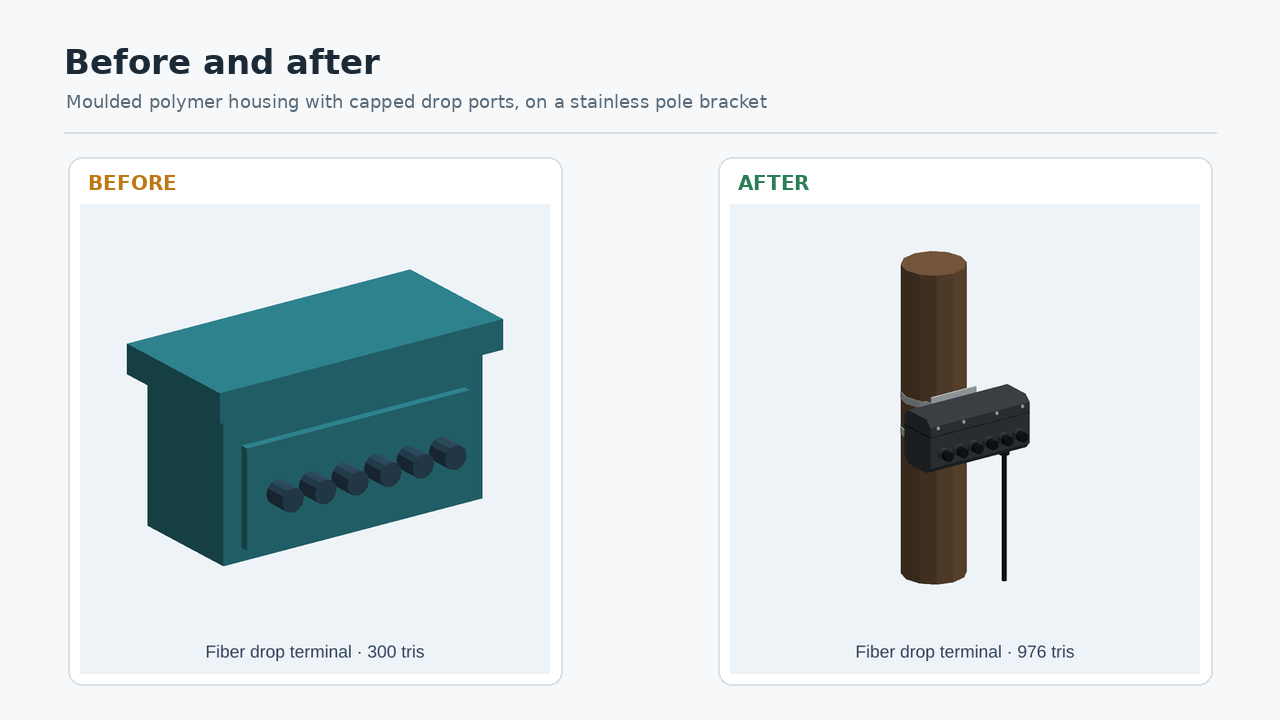 Before and after
Moulded polymer housing with capped drop ports, on a stainless pole bracket
BEFORE
AFTER
Fiber drop terminal · 300 tris
Fiber drop terminal · 976 tris